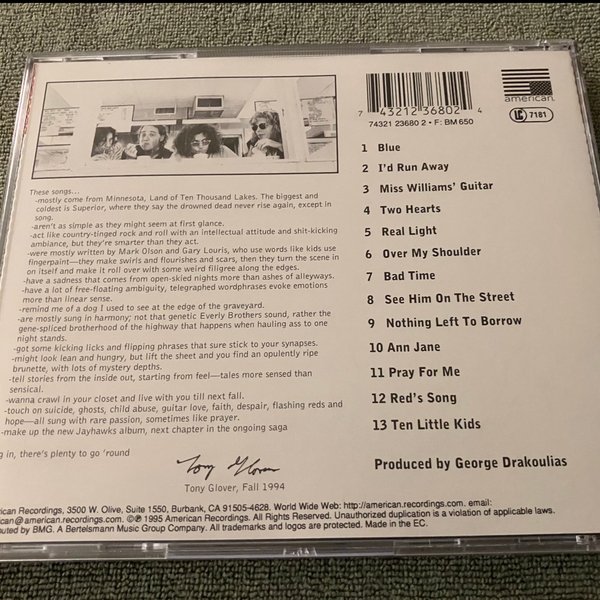 7 43212 36802 4
74321 23680 2 • F: BM 650
american.
LC 7181
These songs...
-mostly come from Minnesota, Land of Ten Thousand Lakes. The biggest and
coldest is Superior, where they say the drowned dead never rise again, except in
song.
-aren't as simple as they might seem at first glance.
-act like country-tinged rock and roll with an intellectual attitude and shit-kicking
ambiance, but they're smarter than they act.
-were mostly written by Mark Olson and Gary Louris, who use words like kids use
fingerpaint—they make swirls and flourishes and scars, then they turn the scene in
on itself and make it roll over with some weird filigree along the edges.
-have a sadness that comes from open-skied nights more than ashes of alleyways.
-have a lot of free-floating ambiguity, telegraphed wordphrases evoke emotions
more than linear sense.
-remind me of a dog I used to see at the edge of the graveyard.
-are mostly sung in harmony; not that genetic Everly Brothers sound, rather the
gene-spliced brotherhood of the highway that happens when hauling ass to one
night stands.
-got some kicking licks and flipping phrases that sure stick to your synapses.
-might look lean and hungry, but lift the sheet and you find an opulently ripe
brunette, with lots of mystery depths.
-tell stories from the inside out, starting from feel—tales more sensed than
sensical.
-wanna crawl in your closet and live with you till next fall.
-touch on suicide, ghosts, child abuse, guitar love, faith, despair, flashing reds and
hope—all sung with rare passion, sometimes like prayer.
-make up the new Jayhawks album, next chapter in the ongoing saga
g in, there's plenty to go 'round
Tony Glover
Tony Glover, Fall 1994
1 Blue
2 I'd Run Away
3 Miss Williams' Guitar
4 Two Hearts
5 Real Light
6 Over My Shoulder
7 Bad Time
8 See Him On The Street
9 Nothing Left To Borrow
10 Ann Jane
11 Pray For Me
12 Red's Song
13 Ten Little Kids
Produced by George Drakoulias
rican Recordings, 3500 W. Olive, Suite 1550, Burbank, CA 91505-4628. World Wide Web: http://american.recordings.com. email:
can@american.recordings.com. ©℗ 1995 American Recordings. All Rights Reserved. Unauthorized duplication is a violation of applicable laws.
buted by BMG. A Bertelsmann Music Group Company. All trademarks and logos are protected. Made in the EC.